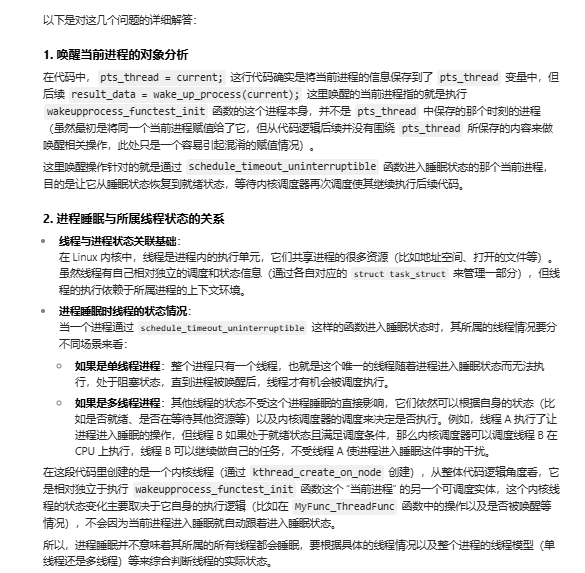 以下是对这几个问题的详细解答：
1. 唤醒当前进程的对象分析
在代码中， pts_thread = current; 这行代码确实是将当前进程的信息保存到了 pts_thread 变量中，但
后续 result_data = wake_up_process(current); 这里唤醒的当前进程指的就是执行
wakeupprocess_functest_init 函数的这个进程本身，并不是 pts_thread 中保存的那个时刻的进程
（虽然最初是将同一个当前进程赋值给了它，但从代码逻辑后续并没有围绕 pts_thread 所保存的内容来做
唤醒相关操作，此处只是一个容易引起混淆的赋值情况）。
这里唤醒操作针对的就是通过 schedule_timeout_uninterruptible 函数进入睡眠状态的那个当前进程，
目的是让它从睡眠状态恢复到就绪状态，等待内核调度器再次调度使其继续执行后续代码。
2. 进程睡眠与所属线程状态的关系
• 线程与进程状态关联基础：
在 Linux 内核中，线程是进程内的执行单元，它们共享进程的很多资源（比如地址空间、打开的文件等）。
虽然线程有自己相对独立的调度和状态信息（通过各自对应的 struct task_struct 来管理一部分），但线
程的执行依赖于所属进程的上下文环境。
• 进程睡眠时线程的状态情况：
当一个进程通过 schedule_timeout_uninterruptible 这样的函数进入睡眠状态时，其所属的线程情况要分
不同场景来看：
○ 如果是单线程进程：整个进程只有一个线程，也就是这个唯一的线程随着进程进入睡眠状态而无法执
行，处于阻塞状态，直到进程被唤醒后，线程才有机会被调度执行。
○ 如果是多线程进程：其他线程的状态不受这个进程睡眠的直接影响，它们依然可以根据自身的状态（比
如是否就绪、是否在等待其他资源等）以及内核调度器的调度来决定是否执行。例如，线程 A 执行了让
进程进入睡眠的操作，但线程 B 如果处于就绪状态且满足调度条件，那么内核调度器可以调度线程 B 在
CPU 上执行，线程 B 可以继续做自己的任务，不受线程 A 使进程进入睡眠这件事的干扰。
在这段代码里创建的是一个内核线程（通过 kthread_create_on_node 创建），从整体代码逻辑角度看，它
是相对独立于执行 wakeupprocess_functest_init 函数这个 “当前进程” 的另一个可调度实体，这个内核线
程的状态变化主要取决于它自身的执行逻辑（比如在 MyFunc_ThreadFunc 函数中的操作以及是否被唤醒等
情况），不会因为当前进程进入睡眠就自动跟着进入睡眠状态。
所以，进程睡眠并不意味着其所属的所有线程都会睡眠，要根据具体的线程情况以及整个进程的线程模型（单
线程还是多线程）等来综合判断线程的实际状态。